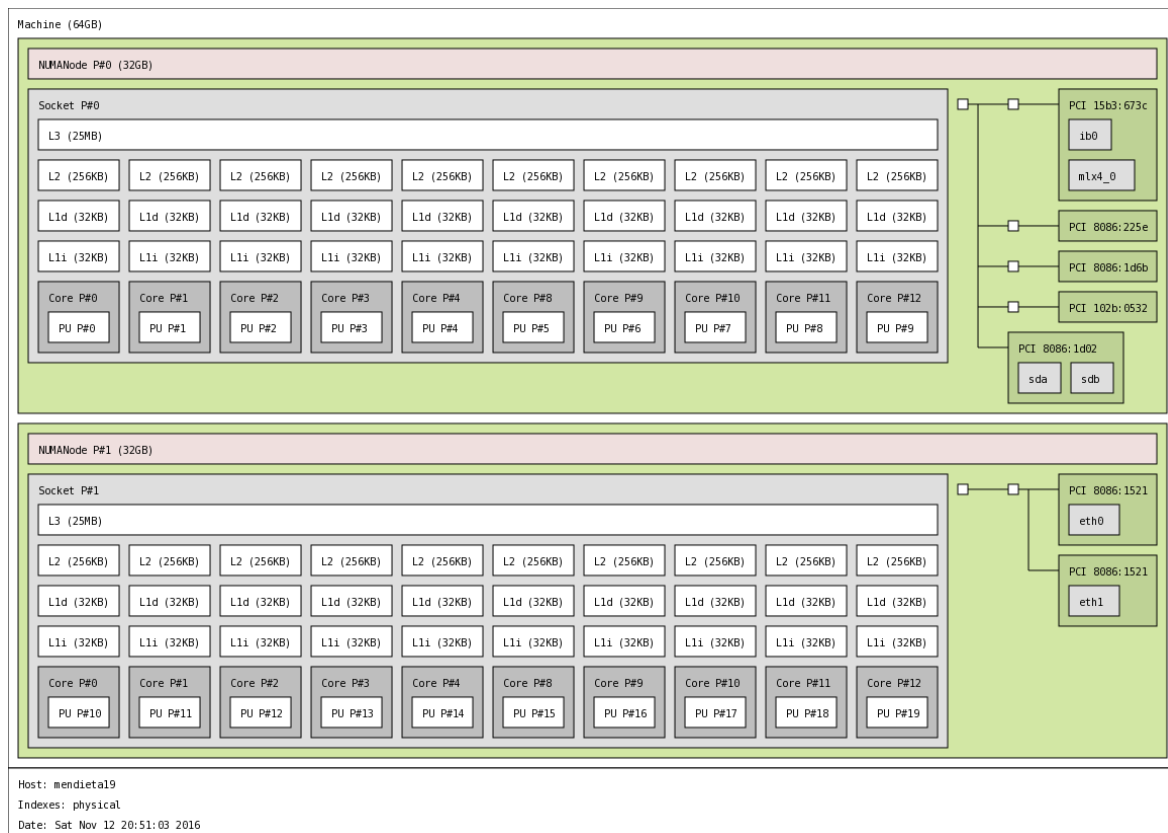 Machine (64GB)
NUMANode P#0 (32GB)
Socket P#0
L3 (25MB)
L2 (256KB) L2 (256KB) L2 (256KB) L2 (256KB) L2 (256KB) L2 (256KB) L2 (256KB) L2 (256KB) L2 (256KB) L2 (256KB)
L1d (32KB) L1d (32KB) L1d (32KB) L1d (32KB) L1d (32KB) L1d (32KB) L1d (32KB) L1d (32KB) L1d (32KB) L1d (32KB)
L1i (32KB) L1i (32KB) L1i (32KB) L1i (32KB) L1i (32KB) L1i (32KB) L1i (32KB) L1i (32KB) L1i (32KB) L1i (32KB)
Core P#0 Core P#1 Core P#2 Core P#3 Core P#4 Core P#8 Core P#9 Core P#10 Core P#11 Core P#12
PU P#0 PU P#1 PU P#2 PU P#3 PU P#4 PU P#5 PU P#6 PU P#7 PU P#8 PU P#9
PCI 15b3:673c
ib0
mlx4_0
PCI 8086:225e
PCI 8086:1d6b
PCI 102b:0532
PCI 8086:1d02
sda sdb
NUMANode P#1 (32GB)
Socket P#1
L3 (25MB)
L2 (256KB) L2 (256KB) L2 (256KB) L2 (256KB) L2 (256KB) L2 (256KB) L2 (256KB) L2 (256KB) L2 (256KB) L2 (256KB)
L1d (32KB) L1d (32KB) L1d (32KB) L1d (32KB) L1d (32KB) L1d (32KB) L1d (32KB) L1d (32KB) L1d (32KB) L1d (32KB)
L1i (32KB) L1i (32KB) L1i (32KB) L1i (32KB) L1i (32KB) L1i (32KB) L1i (32KB) L1i (32KB) L1i (32KB) L1i (32KB)
Core P#0 Core P#1 Core P#2 Core P#3 Core P#4 Core P#8 Core P#9 Core P#10 Core P#11 Core P#12
PU P#10 PU P#11 PU P#12 PU P#13 PU P#14 PU P#15 PU P#16 PU P#17 PU P#18 PU P#19
PCI 8086:1521
eth0
PCI 8086:1521
eth1
Host: mendieta19
Indexes: physical
Date: Sat Nov 12 20:51:03 2016